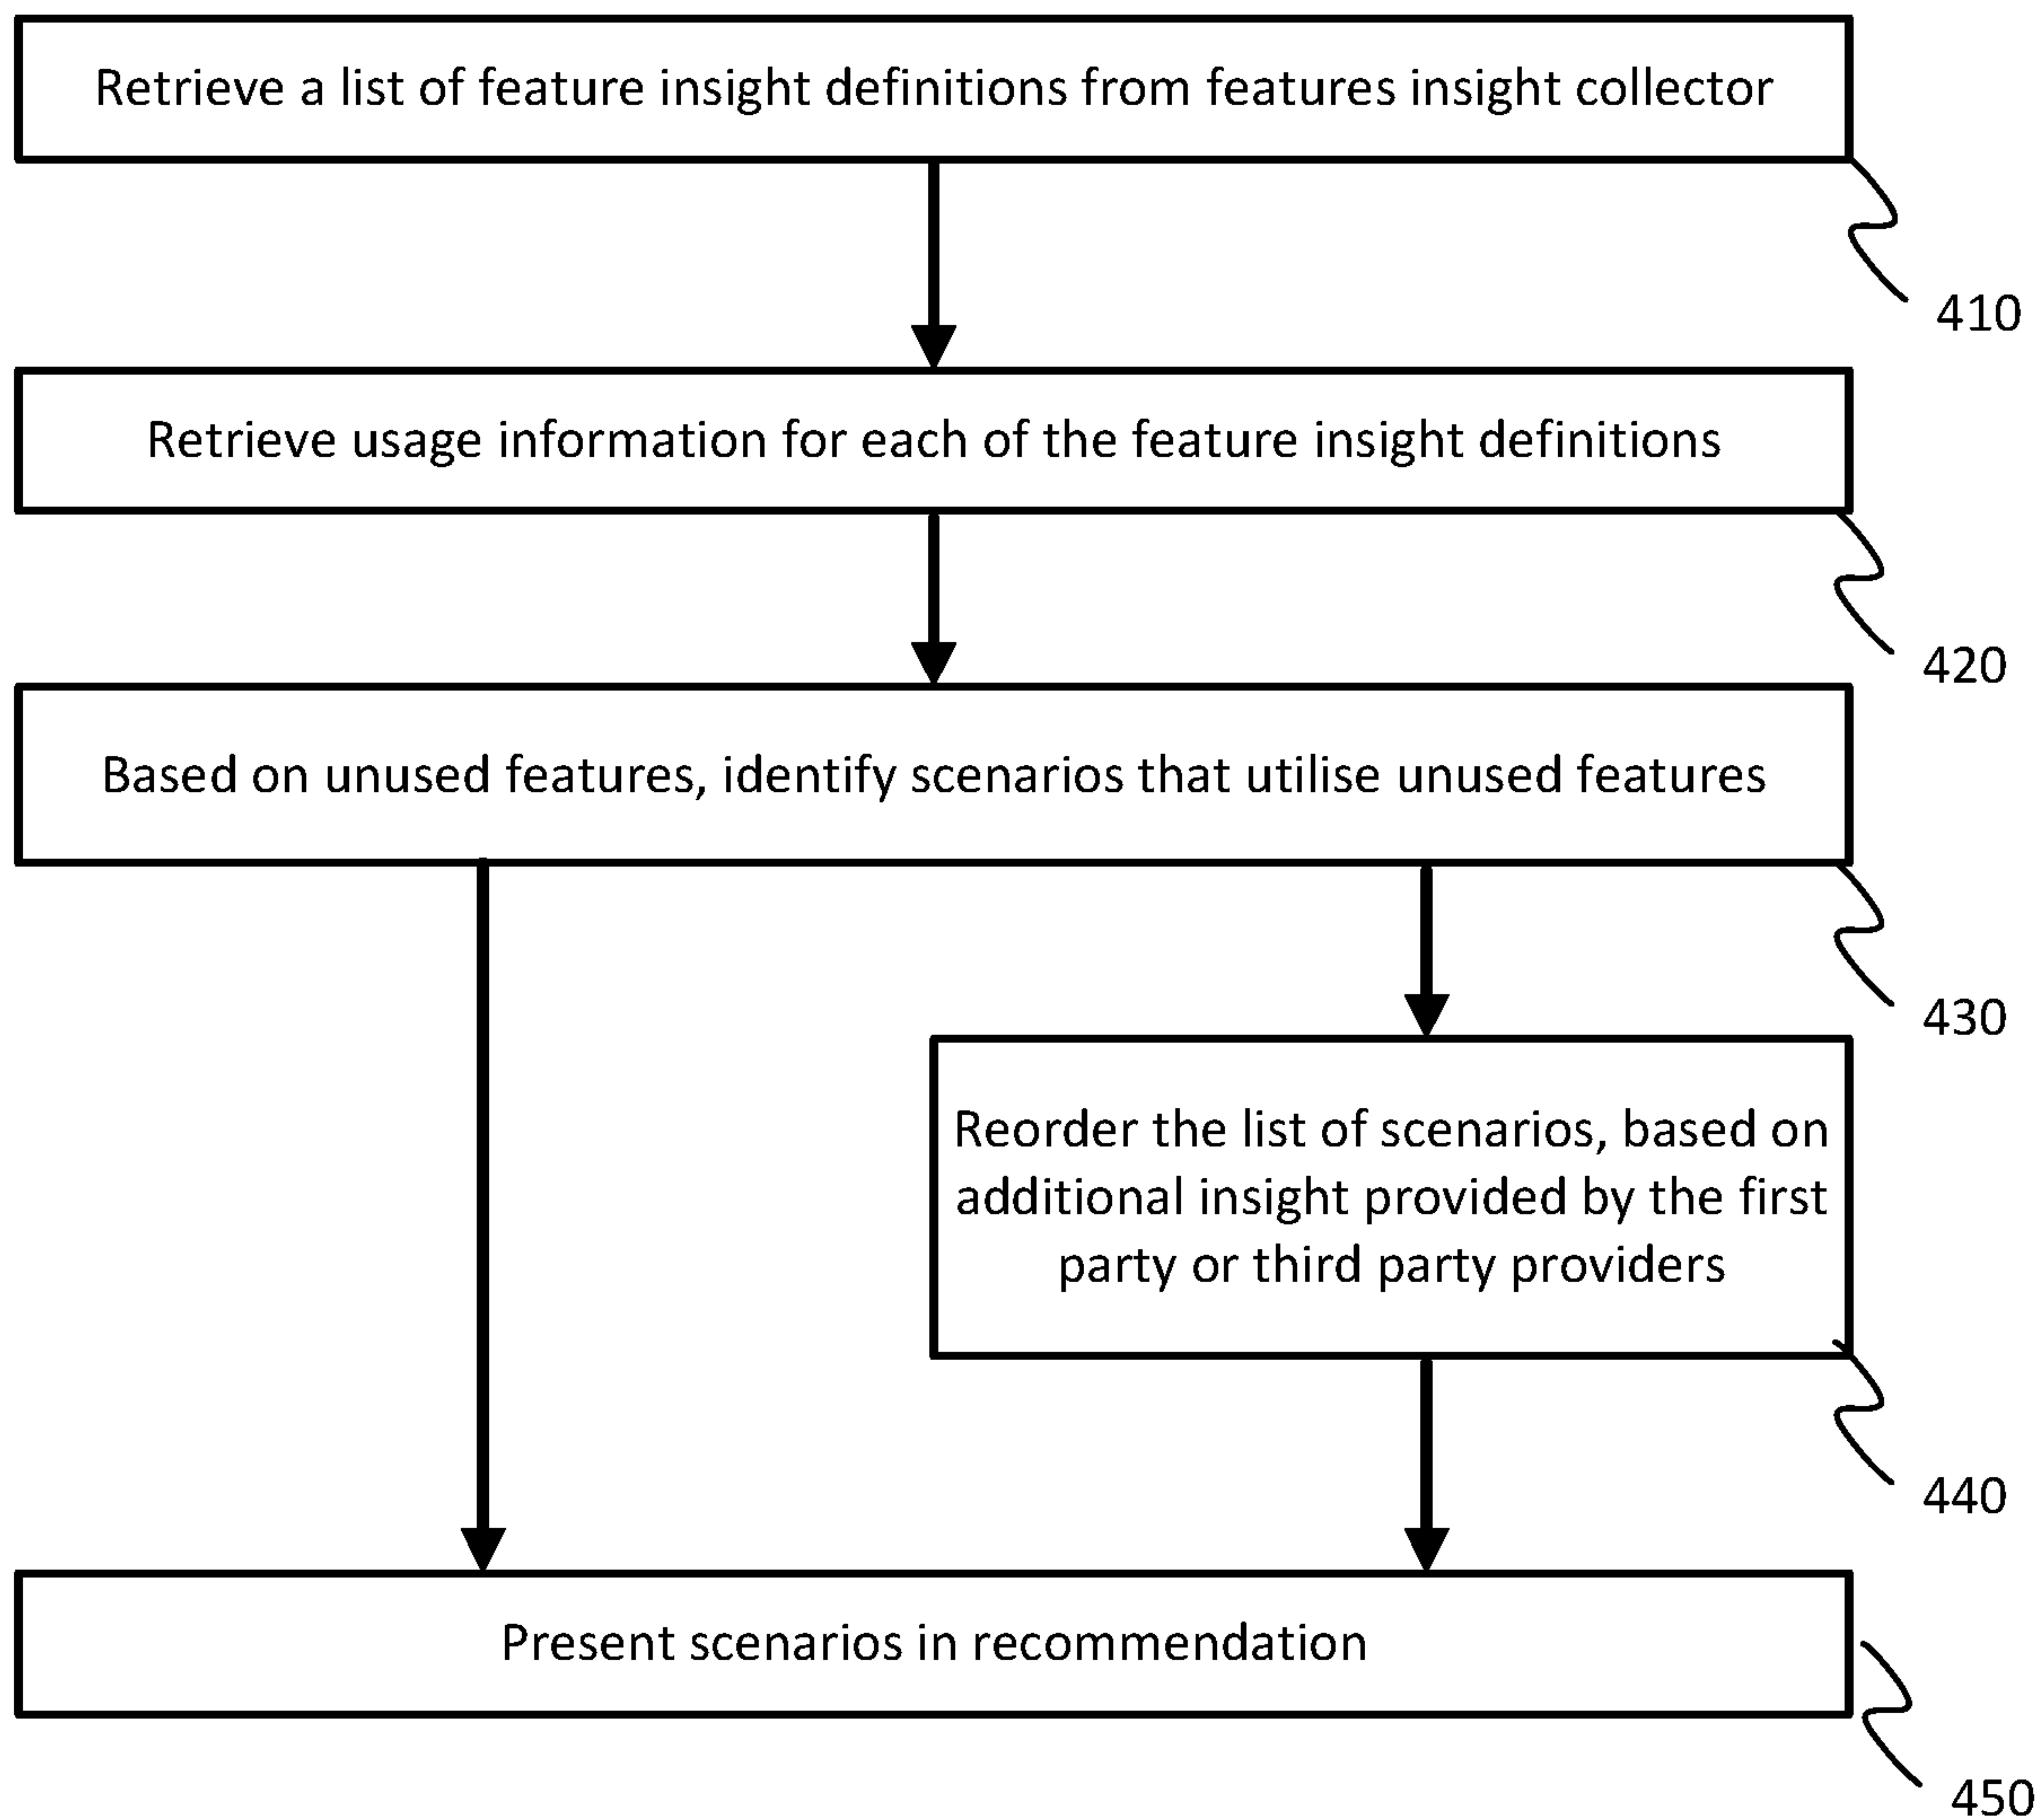 Retrieve a list of feature insight definitions from features insight collector
410
Retrieve usage information for each of the feature insight definitions
420
Based on unused features, identify scenarios that utilise unused features
430
Reorder the list of scenarios, based on
additional insight provided by the first
party or third party providers
440
Present scenarios in recommendation
450